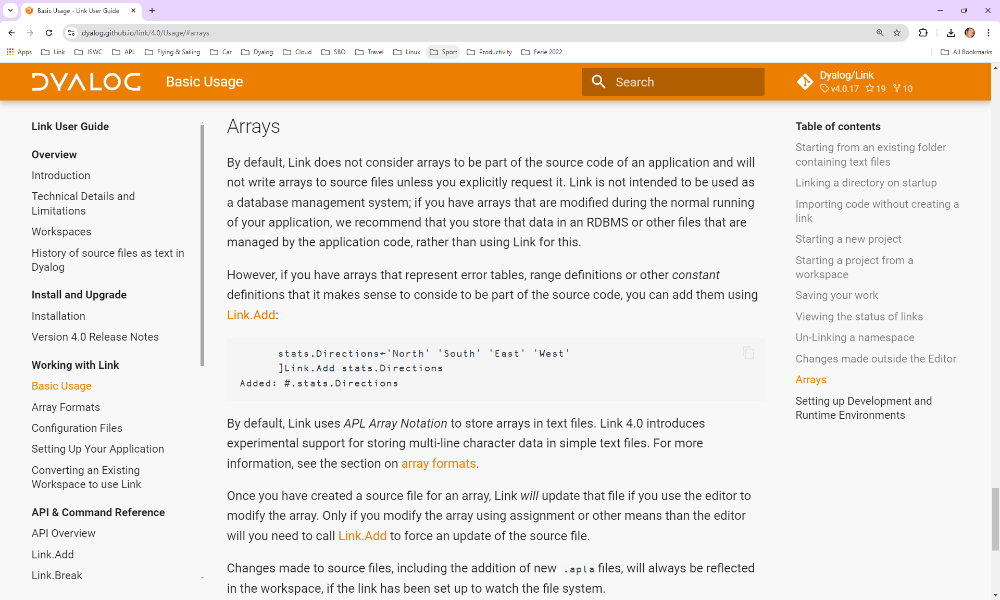 Basic Usage - Link User Guide
dyalog.github.io/link/4.0/Usage/#arrays
Apps Link JSWC APL Flying & Sailing Car Dyalog Cloud SBO Travel Linux Sport Productivity Ferie 2022 All Bookmarks
DYALOG Basic Usage Search Dyalog/Link
v4.0.17 19 10
Link User Guide
Overview
Introduction
Technical Details and
Limitations
Workspaces
History of source files as text in
Dyalog
Install and Upgrade
Installation
Version 4.0 Release Notes
Working with Link
Basic Usage
Array Formats
Configuration Files
Setting Up Your Application
Converting an Existing
Workspace to use Link
API & Command Reference
API Overview
Link.Add
Link.Break
Arrays
By default, Link does not consider arrays to be part of the source code of an application and will
not write arrays to source files unless you explicitly request it. Link is not intended to be used as
a database management system; if you have arrays that are modified during the normal running
of your application, we recommend that you store that data in an RDBMS or other files that are
managed by the application code, rather than using Link for this.
However, if you have arrays that represent error tables, range definitions or other constant
definitions that it makes sense to conside to be part of the source code, you can add them using
Link.Add:
stats.Directions←'North' 'South' 'East' 'West'
]Link.Add stats.Directions
Added: #.stats.Directions
By default, Link uses APL Array Notation to store arrays in text files. Link 4.0 introduces
experimental support for storing multi-line character data in simple text files. For more
information, see the section on array formats.
Once you have created a source file for an array, Link will update that file if you use the editor to
modify the array. Only if you modify the array using assignment or other means than the editor
will you need to call Link.Add to force an update of the source file.
Changes made to source files, including the addition of new .apla files, will always be reflected
in the workspace, if the link has been set up to watch the file system.
Table of contents
Starting from an existing folder
containing text files
Linking a directory on startup
Importing code without creating a
link
Starting a new project
Starting a project from a
workspace
Saving your work
Viewing the status of links
Un-Linking a namespace
Changes made outside the Editor
Arrays
Setting up Development and
Runtime Environments